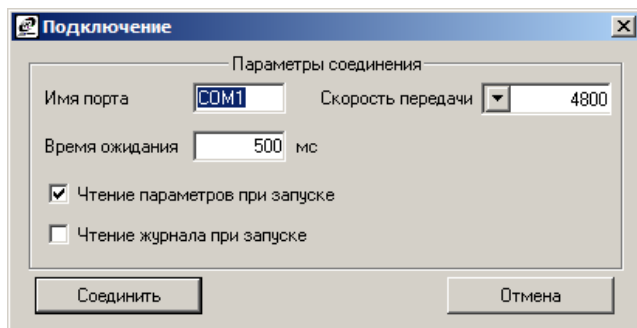 Подключение
Параметры соединения
Имя порта COM1 Скорость передачи 4800
Время ожидания 500 мс
Чтение параметров при запуске
Чтение журнала при запуске
Соединить Отмена